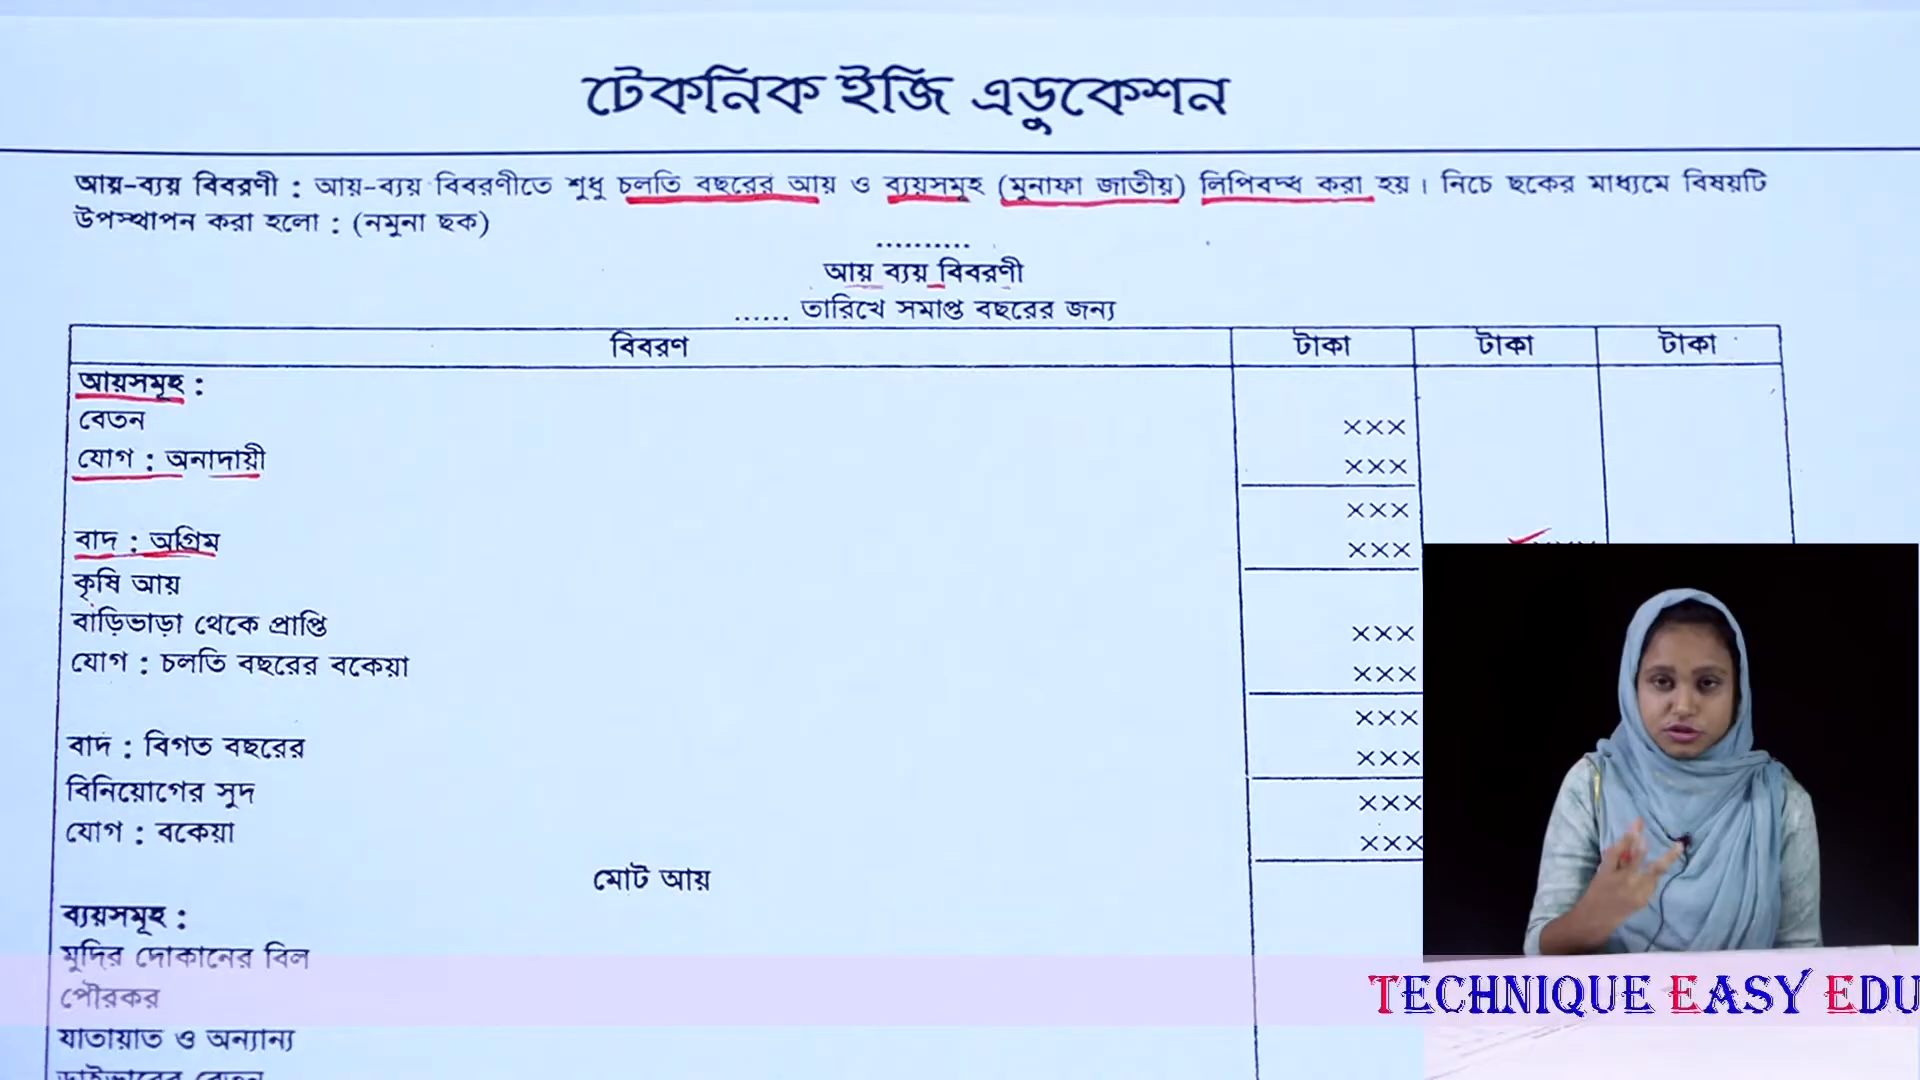 টেকনিক ইজি এডুকেশন
আয়-ব্যয় বিবরণী : আয়-ব্যয় বিবরণীতে শুধু চলতি বছরের আয় ও ব্যয়সমূহ (মুনাফা জাতীয়) লিপিবদ্ধ করা হয়। নিচে ছকের মাধ্যমে বিষয়টি
উপস্থাপন করা হলো : (নমুনা ছক)
..........
আয় ব্যয় বিবরণী
...... তারিখে সমাপ্ত বছরের জন্য
বিবরণ টাকা টাকা টাকা
আয়সমূহ :
বেতন ×××
যোগ : অনাদায়ী ×××
×××
বাদ : অগ্রিম ×××
কৃষি আয়
বাড়িভাড়া থেকে প্রাপ্তি ×××
যোগ : চলতি বছরের বকেয়া ×××
×××
বাদ : বিগত বছরের ×××
বিনিয়োগের সুদ ×××
যোগ : বকেয়া ×××
মোট আয়
ব্যয়সমূহ :
মুদির দোকানের বিল
পৌরকর
TECHNIQUE EASY EDU
যাতায়াত ও অন্যান্য
ড্রাইভারের বেতন